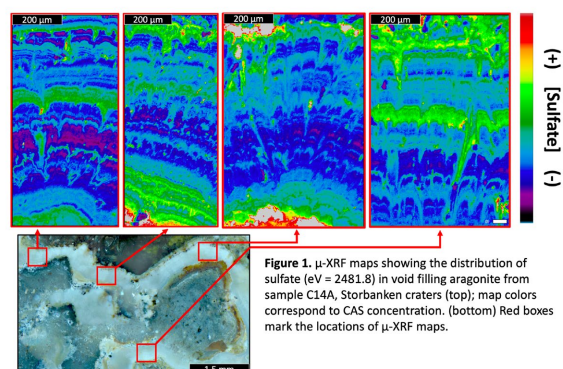 200 μm
200 μm
200 μm
200 μm
(+)
[Sulfate]
(-)
Figure 1. μ-XRF maps showing the distribution of
sulfate (eV = 2481.8) in void filling aragonite from
sample C14A, Storbanken craters (top); map colors
correspond to CAS concentration. (bottom) Red boxes
mark the locations of μ-XRF maps.
1.5 mm